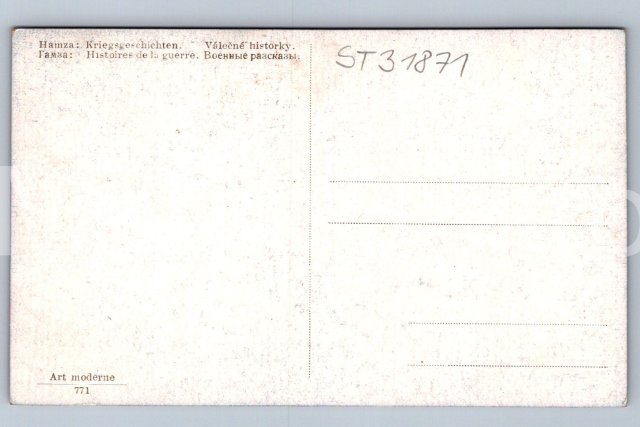 Hamza: Kriegsgeschichten. Válečné historky.
Гамза: Histoires de la guerre. Военные разсказы.
ST31871
Art moderne
771